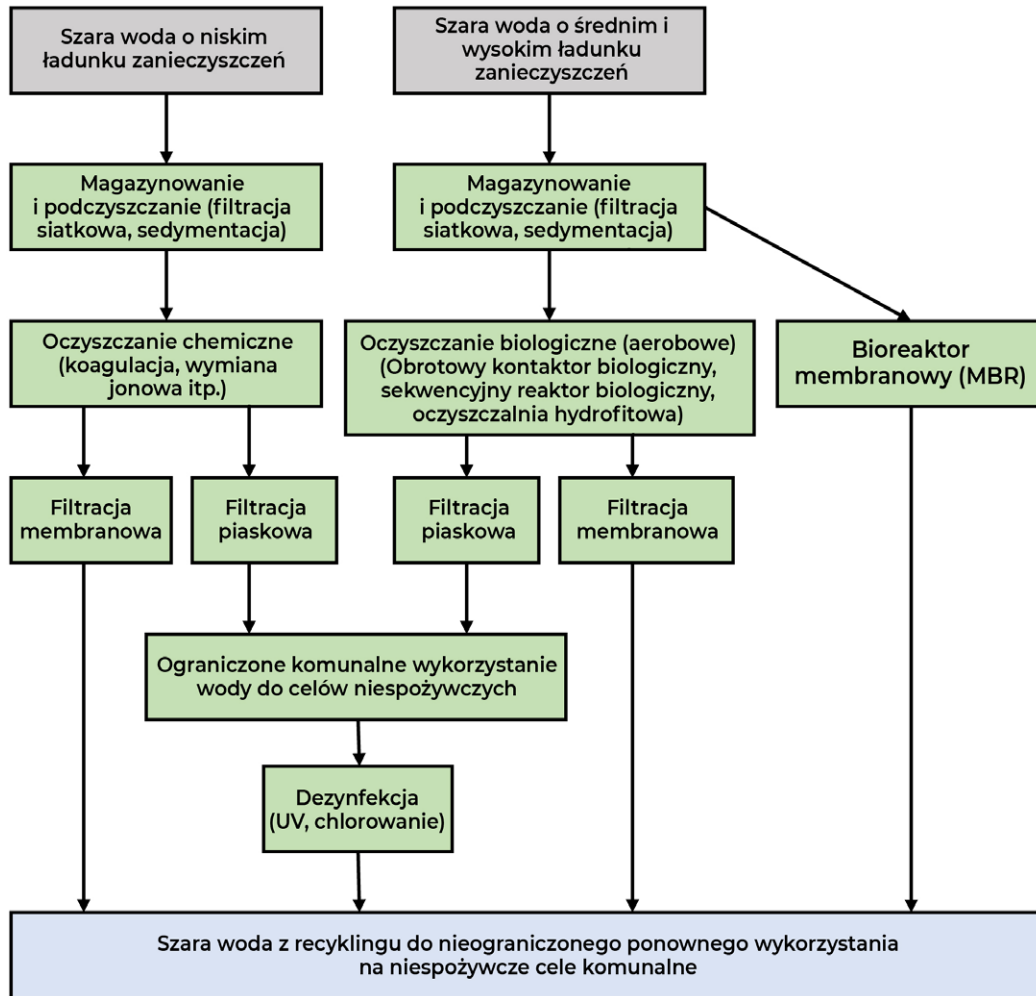 Szara woda o niskim
ładunku zanieczyszczeń
Szara woda o średnim i
wysokim ładunku
zanieczyszczeń
Magazynowanie
i podczyszczanie (filtracja
siatkowa, sedymentacja)
Magazynowanie
i podczyszczanie (filtracja
siatkowa, sedymentacja)
Oczyszczanie chemiczne
(koagulacja, wymiana
jonowa itp.)
Oczyszczanie biologiczne (aerobowe)
(Obrotowy kontaktor biologiczny,
sekwencyjny reaktor biologiczny,
oczyszczalnia hydrofitowa)
Bioreaktor
membranowy (MBR)
Filtracja
membranowa
Filtracja
piaskowa
Filtracja
piaskowa
Filtracja
membranowa
Ograniczone komunalne wykorzystanie
wody do celów niespożywczych
Dezynfekcja
(UV, chlorowanie)
Szara woda z recyklingu do nieograniczonego ponownego wykorzystania
na niespożywcze cele komunalne